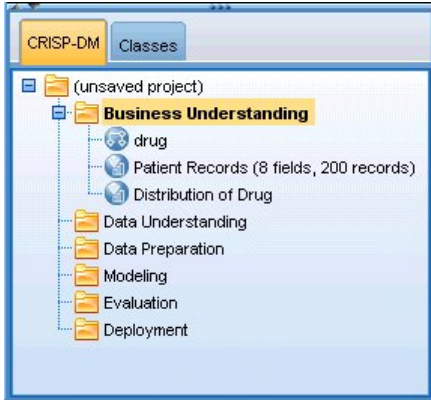 CRISP-DM Classes
(unsaved project)
Business Understanding
drug
Patient Records (8 fields, 200 records)
Distribution of Drug
Data Understanding
Data Preparation
Modeling
Evaluation
Deployment